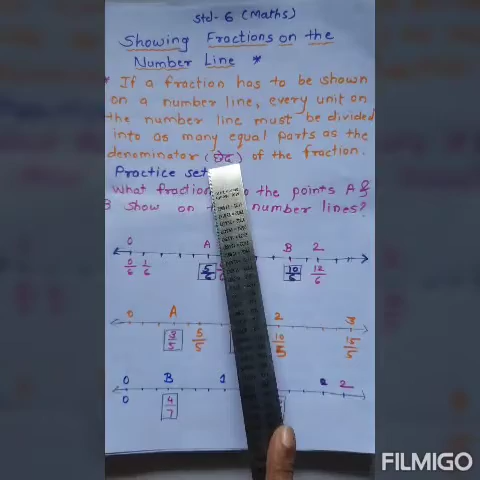 Std- 6 (Maths)
Showing Fractions on the
Number Line *
* If a fraction has to be shown
on a number line, every unit on
the number line must be divided
into as many equal parts as the
denominator (छेद) of the fraction.
Practice set
What fraction the points A &
B show on number lines?
0 A B 2
0/6 1/6 5/6 10/6 12/6
0 A 2 3
3/5 5/5 10/5 15/5
0 B 1 2
0 4/7
FILMIGO